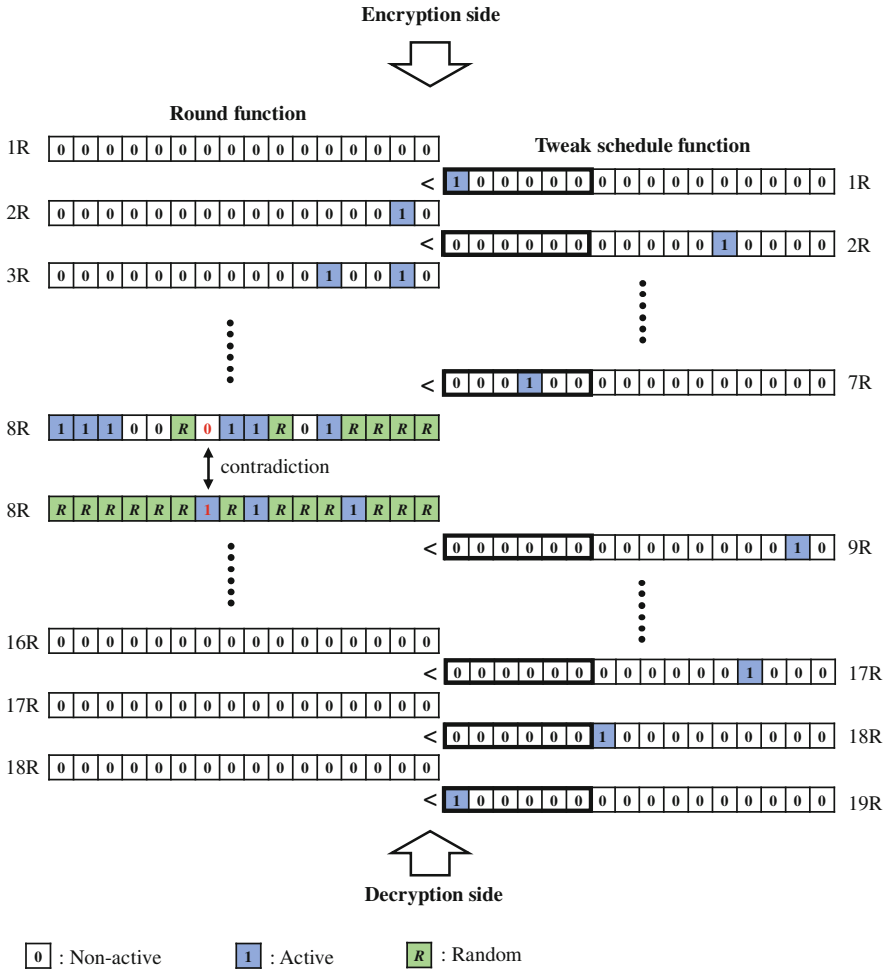 Encryption side
Round function
Tweak schedule function
1R 0 0 0 0 0 0 0 0 0 0 0 0 0 0 0 0
< 1 0 0 0 0 0 0 0 0 0 0 0 0 0 0 0 1R
2R 0 0 0 0 0 0 0 0 0 0 0 0 0 0 1 0
< 0 0 0 0 0 0 0 0 0 0 0 1 0 0 0 0 2R
3R 0 0 0 0 0 0 0 0 0 0 0 1 0 0 1 0
< 0 0 0 1 0 0 0 0 0 0 0 0 0 0 0 0 7R
8R 1 1 1 0 0 R 0 1 1 R 0 1 R R R R
contradiction
8R R R R R R R 1 R 1 R R R 1 R R R
< 0 0 0 0 0 0 0 0 0 0 0 0 0 0 1 0 9R
16R 0 0 0 0 0 0 0 0 0 0 0 0 0 0 0 0
< 0 0 0 0 0 0 0 0 0 0 0 0 1 0 0 0 17R
17R 0 0 0 0 0 0 0 0 0 0 0 0 0 0 0 0
< 0 0 0 0 0 0 1 0 0 0 0 0 0 0 0 0 18R
18R 0 0 0 0 0 0 0 0 0 0 0 0 0 0 0 0
< 1 0 0 0 0 0 0 0 0 0 0 0 0 0 0 0 19R
Decryption side
0 : Non-active 1 : Active R : Random